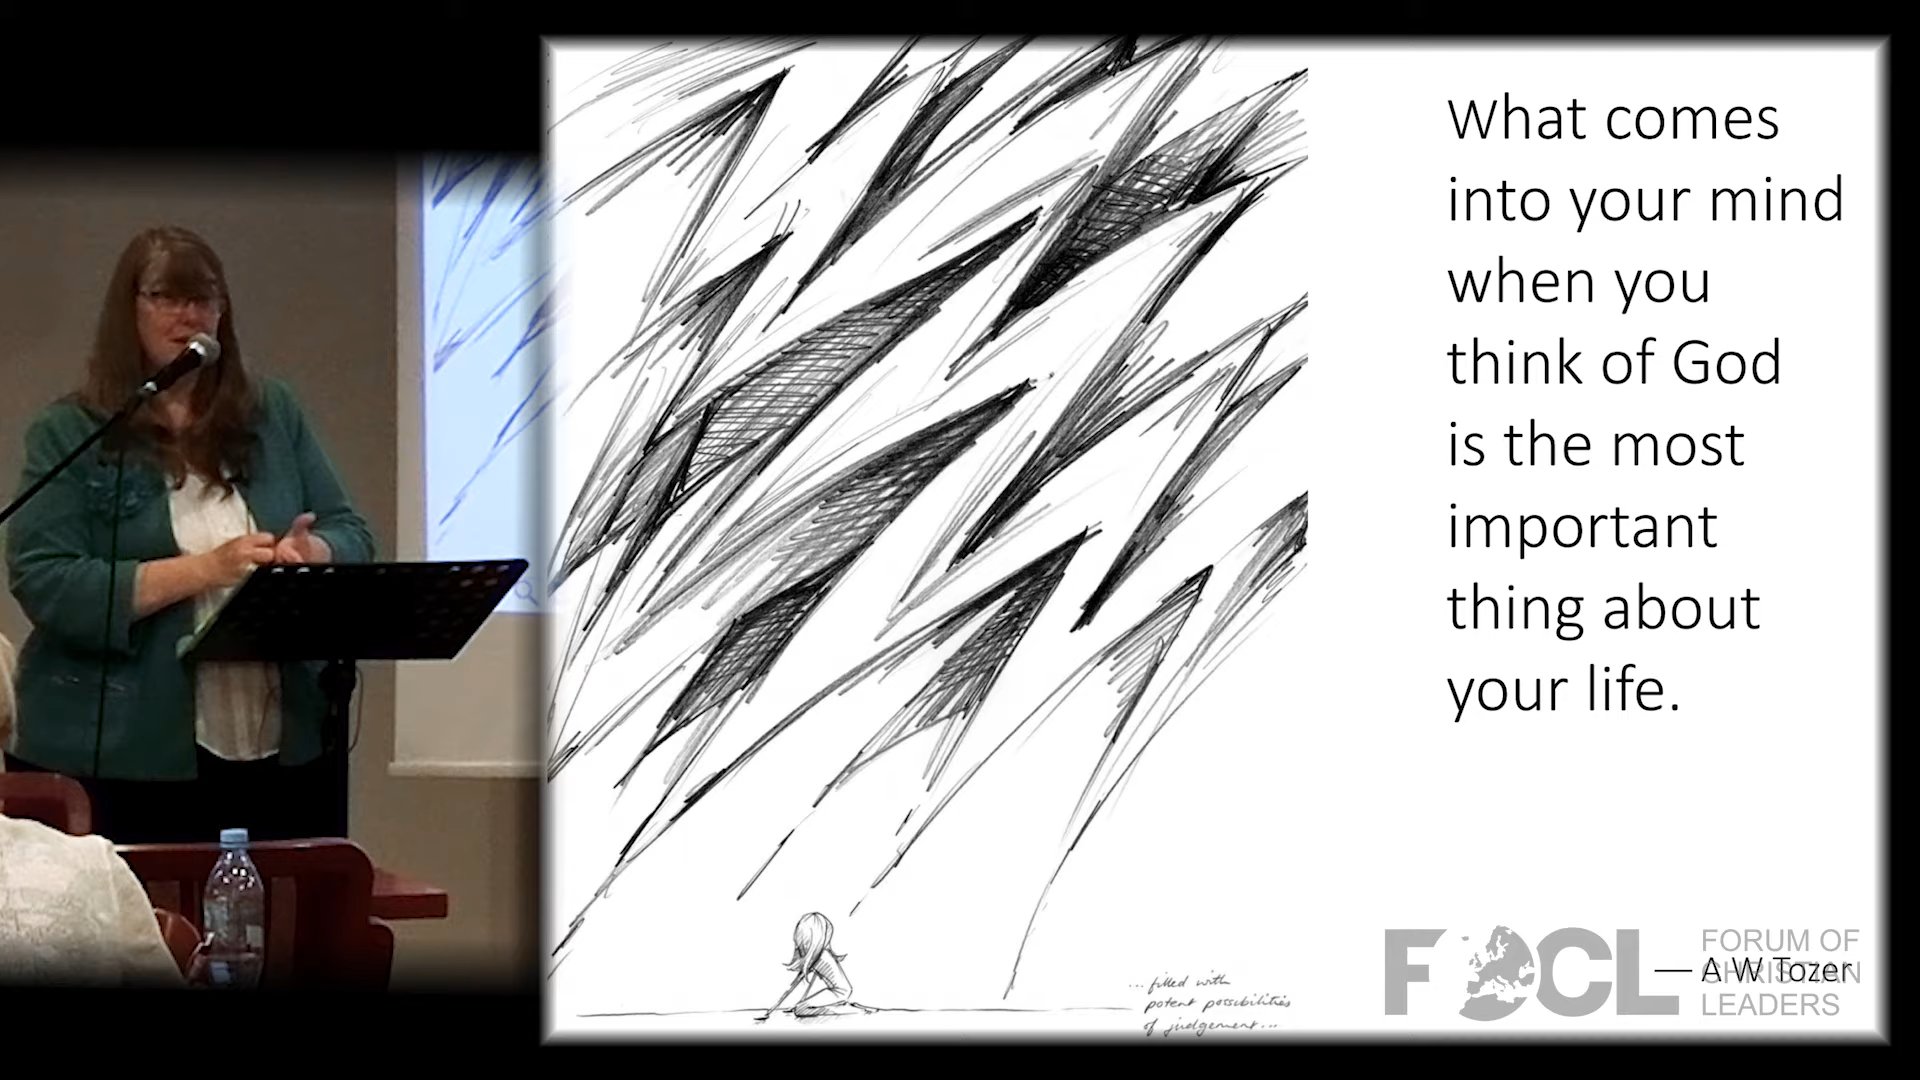 What comes
into your mind
when you
think of God
is the most
important
thing about
your life.
— A W Tozer
FOCL
FORUM OF
CHRISTIAN
LEADERS
... filled with
potent possibilities
of judgement...